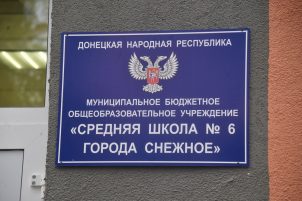 ДОНЕЦКАЯ НАРОДНАЯ РЕСПУБЛИКА
МУНИЦИПАЛЬНОЕ БЮДЖЕТНОЕ
ОБЩЕОБРАЗОВАТЕЛЬНОЕ УЧРЕЖДЕНИЕ
«СРЕДНЯЯ ШКОЛА № 6
ГОРОДА СНЕЖНОЕ»